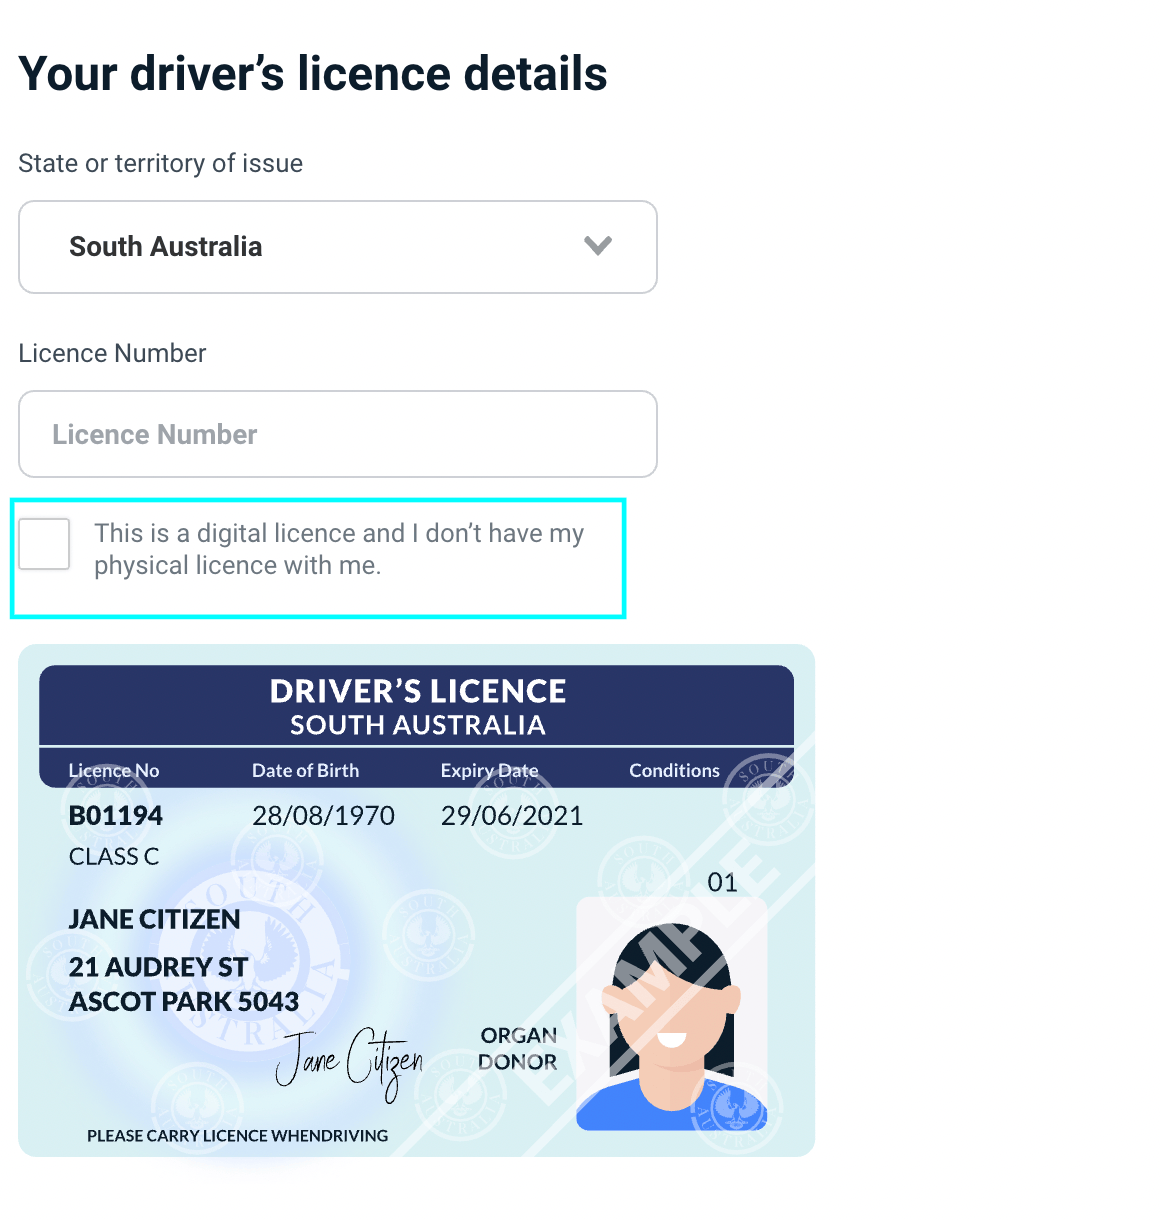 Your driver’s licence details
State or territory of issue
South Australia
Licence Number
Licence Number
This is a digital licence and I don’t have my
physical licence with me.
DRIVER’S LICENCE
SOUTH AUSTRALIA
Licence No Date of Birth Expiry Date Conditions
B01194 28/08/1970 29/06/2021
CLASS C
01
JANE CITIZEN
21 AUDREY ST
ASCOT PARK 5043
Jane Citizen
ORGAN
DONOR
PLEASE CARRY LICENCE WHENDRIVING
EXAMPLE
SOUTH AUSTRALIA